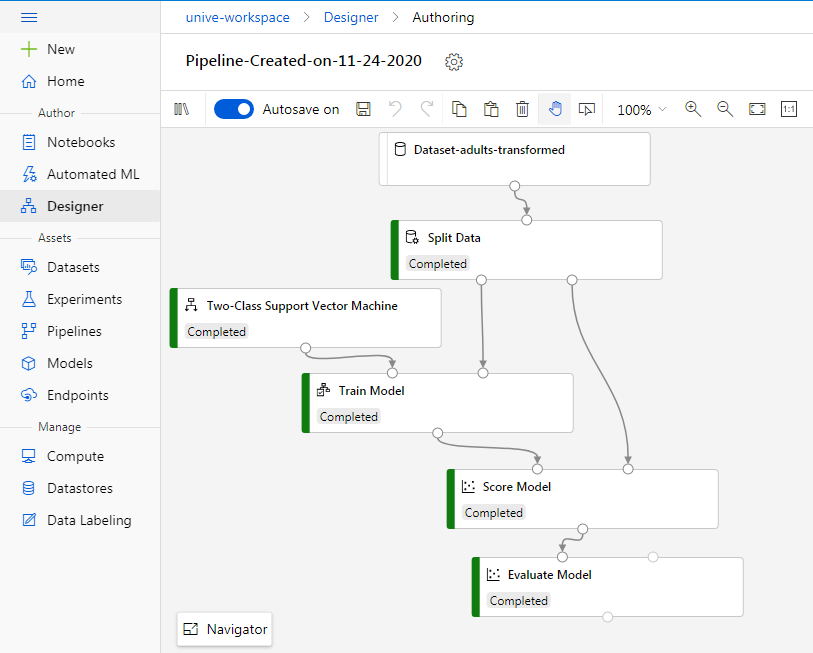 unive-workspace > Designer > Authoring
New
Home
Author
Notebooks
Automated ML
Designer
Assets
Datasets
Experiments
Pipelines
Models
Endpoints
Manage
Compute
Datastores
Data Labeling
Pipeline-Created-on-11-24-2020
Autosave on
100%
1:1
Dataset-adults-transformed
Split Data
Completed
Two-Class Support Vector Machine
Completed
Train Model
Completed
Score Model
Completed
Evaluate Model
Completed
Navigator